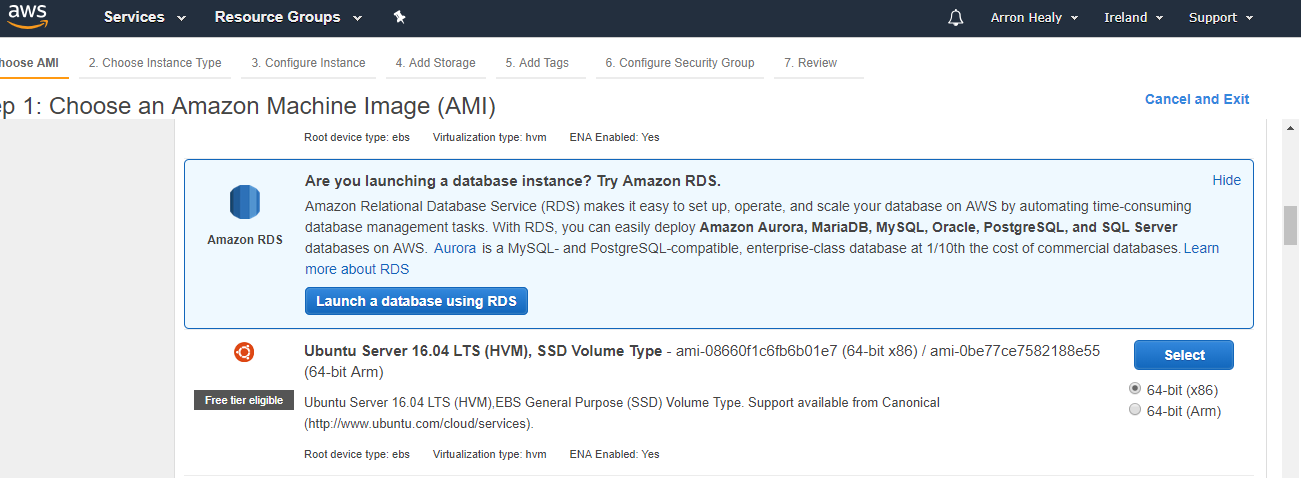 aws Services Resource Groups Arron Healy Ireland Support
hoose AMI 2. Choose Instance Type 3. Configure Instance 4. Add Storage 5. Add Tags 6. Configure Security Group 7. Review
ep 1: Choose an Amazon Machine Image (AMI) Cancel and Exit
Root device type: ebs Virtualization type: hvm ENA Enabled: Yes
Are you launching a database instance? Try Amazon RDS. Hide
Amazon Relational Database Service (RDS) makes it easy to set up, operate, and scale your database on AWS by automating time-consuming
database management tasks. With RDS, you can easily deploy Amazon Aurora, MariaDB, MySQL, Oracle, PostgreSQL, and SQL Server
Amazon RDS
databases on AWS. Aurora is a MySQL- and PostgreSQL-compatible, enterprise-class database at 1/10th the cost of commercial databases. Learn
more about RDS
Launch a database using RDS
Ubuntu Server 16.04 LTS (HVM), SSD Volume Type - ami-08660f1c6fb6b01e7 (64-bit x86) / ami-0be77ce7582188e55
(64-bit Arm)
Select
Free tier eligible
Ubuntu Server 16.04 LTS (HVM),EBS General Purpose (SSD) Volume Type. Support available from Canonical
(http://www.ubuntu.com/cloud/services).
64-bit (x86)
64-bit (Arm)
Root device type: ebs Virtualization type: hvm ENA Enabled: Yes